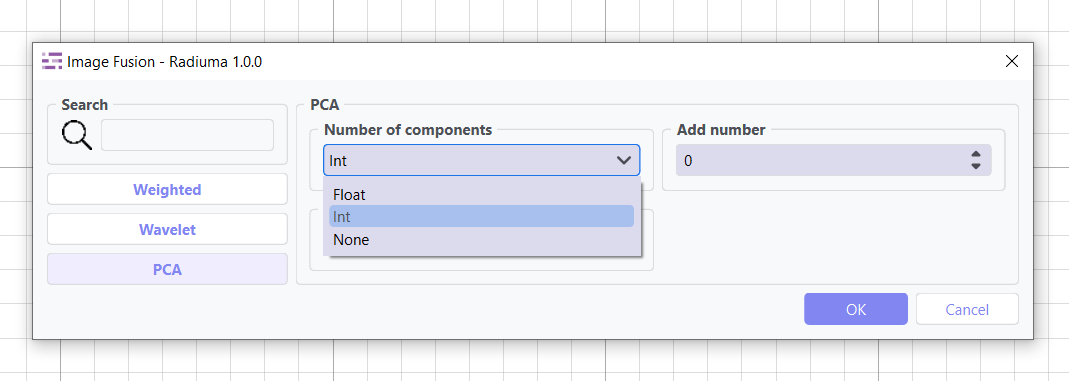 Image Fusion - Radiuma 1.0.0
Search
Weighted
Wavelet
PCA
PCA
Number of components
Int
Float
Int
None
Add number
0
OK
Cancel